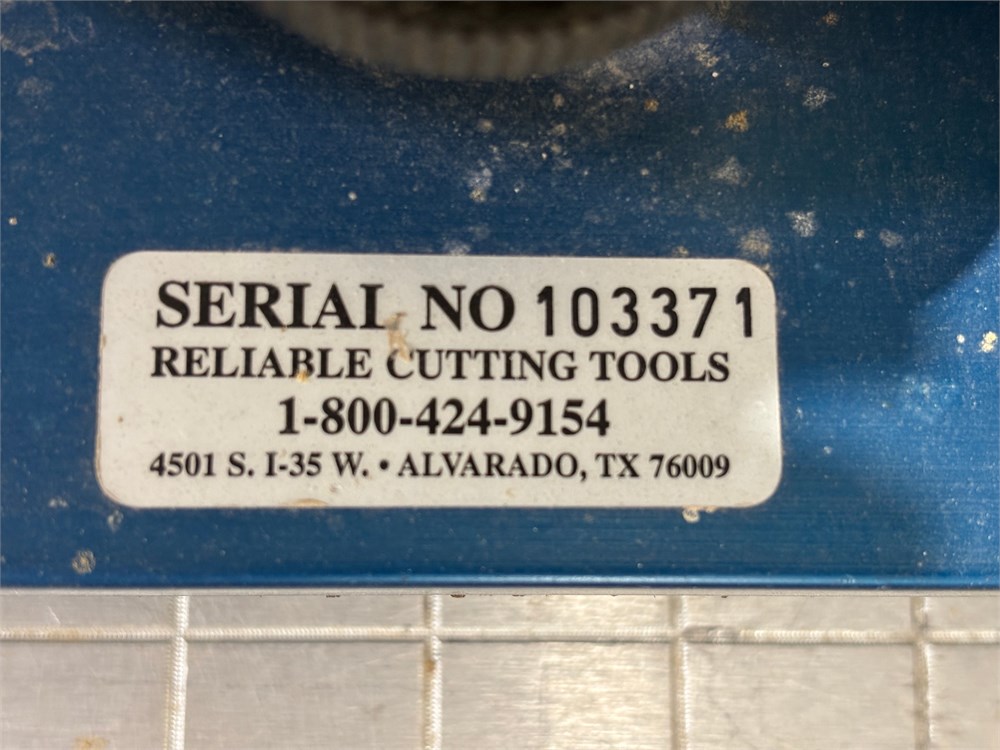 SERIAL NO 103371
RELIABLE CUTTING TOOLS
1-800-424-9154
4501 S. I-35 W. • ALVARADO, TX 76009